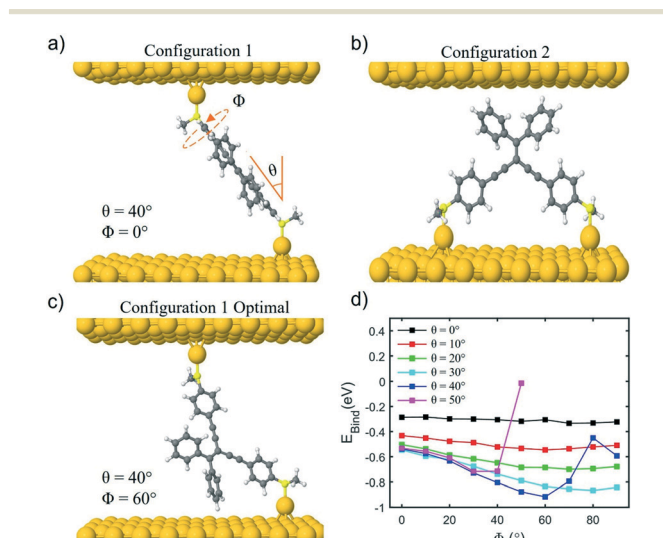 a) Configuration 1
Φ
θ
θ = 40°
Φ = 0°
b) Configuration 2
c) Configuration 1 Optimal
θ = 40°
Φ = 60°
d)
θ = 0°
θ = 10°
θ = 20°
θ = 30°
θ = 40°
θ = 50°
E_Bind(eV)
0.4
0.2
0
-0.2
-0.4
-0.6
-0.8
-1
0 20 40 60 80
Φ (°)